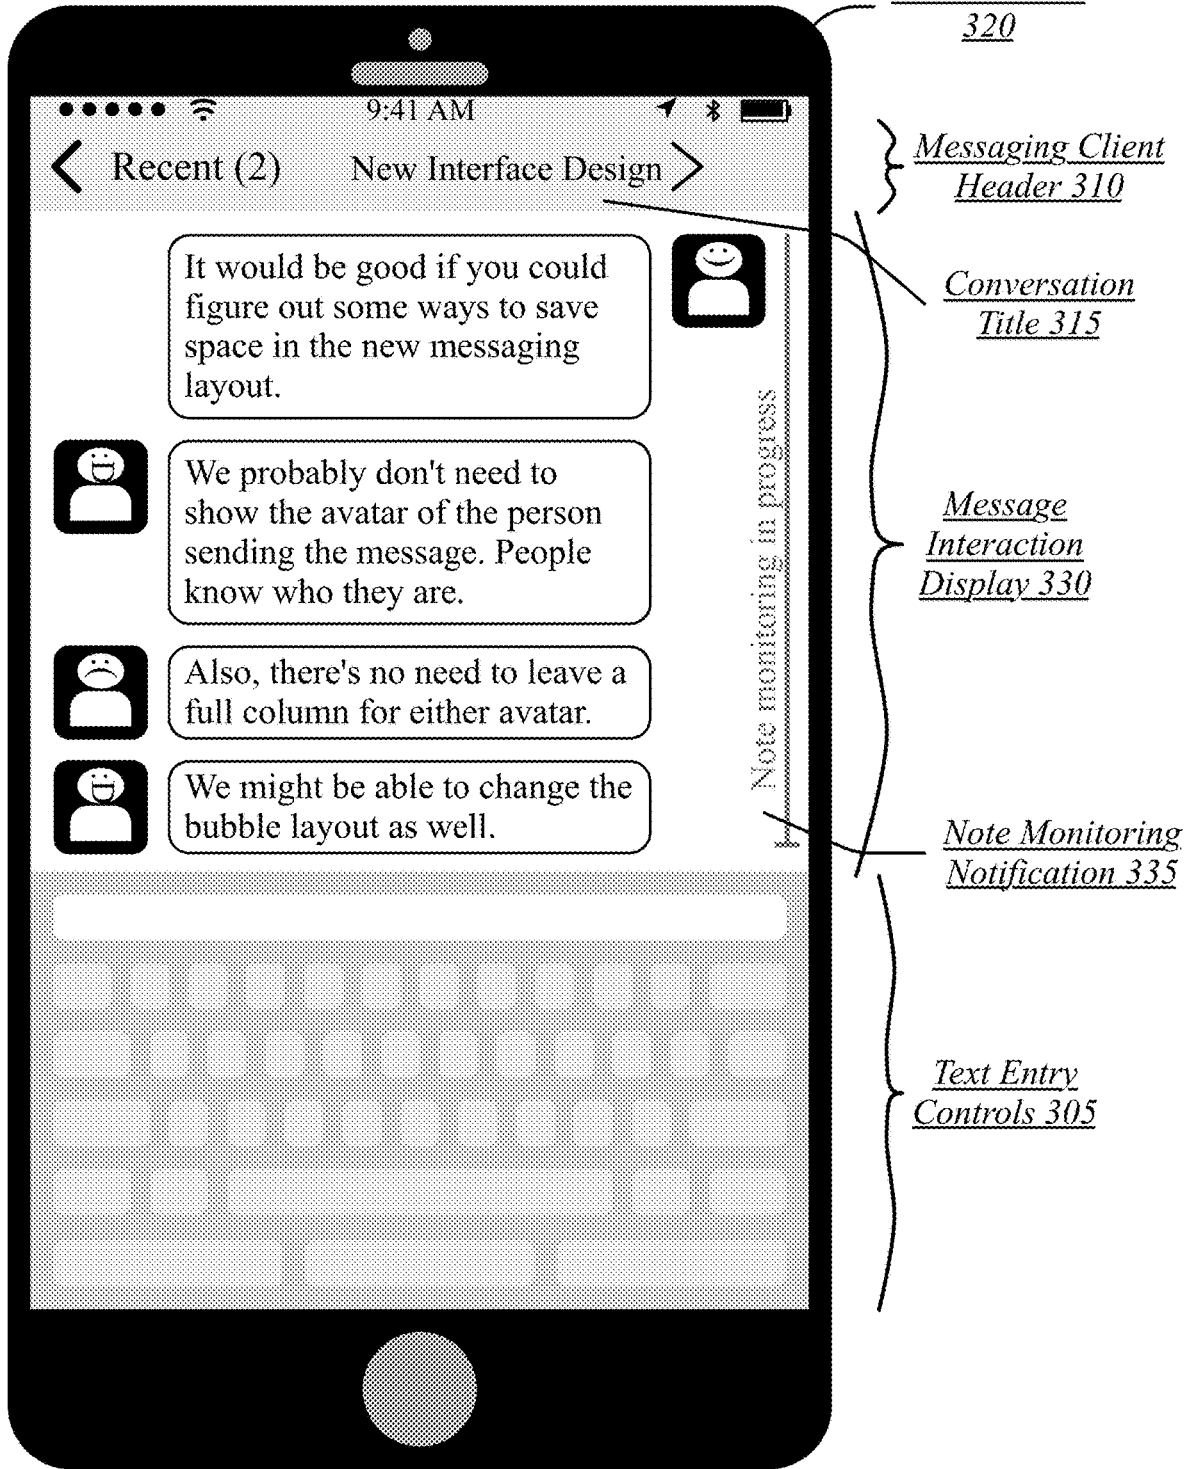 320
9:41 AM
Recent (2)
New Interface Design
Messaging Client
Header 310
Conversation
Title 315
It would be good if you could
figure out some ways to save
space in the new messaging
layout.
We probably don't need to
show the avatar of the person
sending the message. People
know who they are.
Also, there's no need to leave a
full column for either avatar.
We might be able to change the
bubble layout as well.
Note monitoring in progress
Message
Interaction
Display 330
Note Monitoring
Notification 335
Text Entry
Controls 305